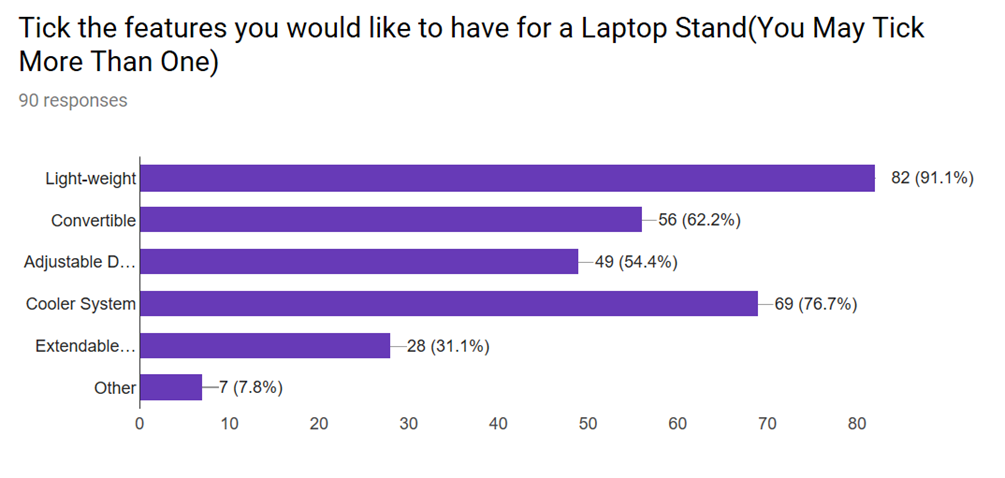 Tick the features you would like to have for a Laptop Stand(You May Tick
More Than One)
90 responses
Light-weight 82 (91.1%)
Convertible 56 (62.2%)
Adjustable D... 49 (54.4%)
Cooler System 69 (76.7%)
Extendable... 28 (31.1%)
Other 7 (7.8%)
0 10 20 30 40 50 60 70 80